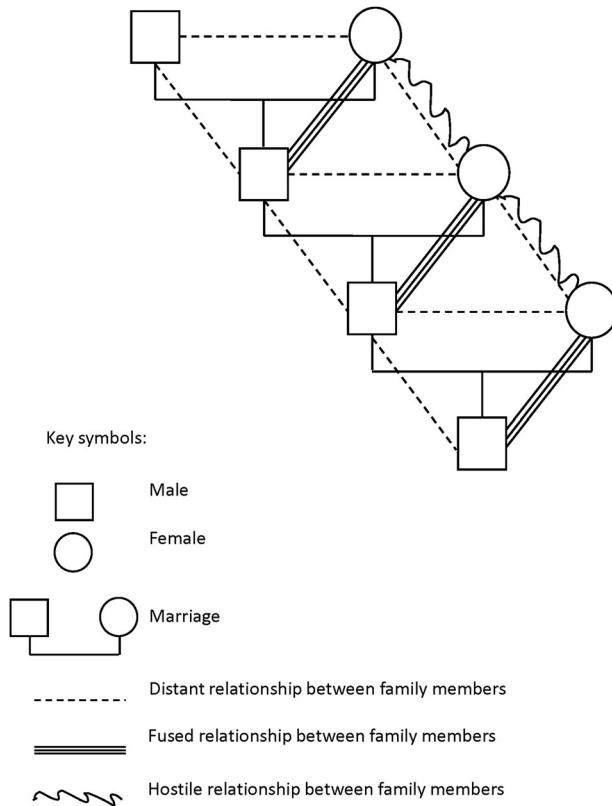 Key symbols:
Male
Female
Marriage
Distant relationship between family members
Fused relationship between family members
Hostile relationship between family members